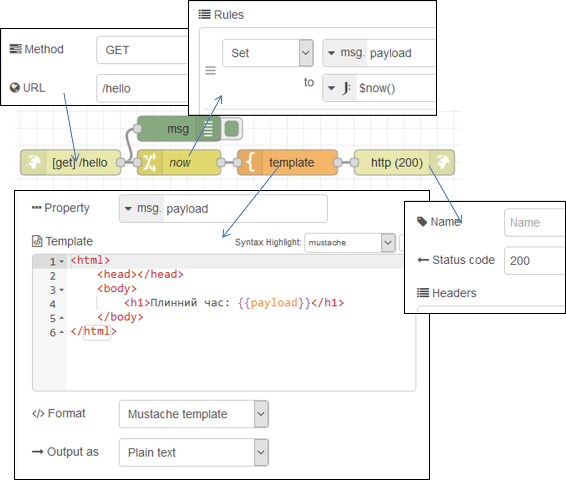 Method GET
URL /hello
Rules
Set msg. payload
to J: $now()
msg
[get] /hello
now
template
http (200)
Property msg. payload
Template Syntax Highlight: mustache
1 <html>
2 <head></head>
3 <body>
4 <h1>Плинний час: {{payload}}</h1>
5 </body>
6 </html>
Format Mustache template
Output as Plain text
Name Name
Status code 200
Headers